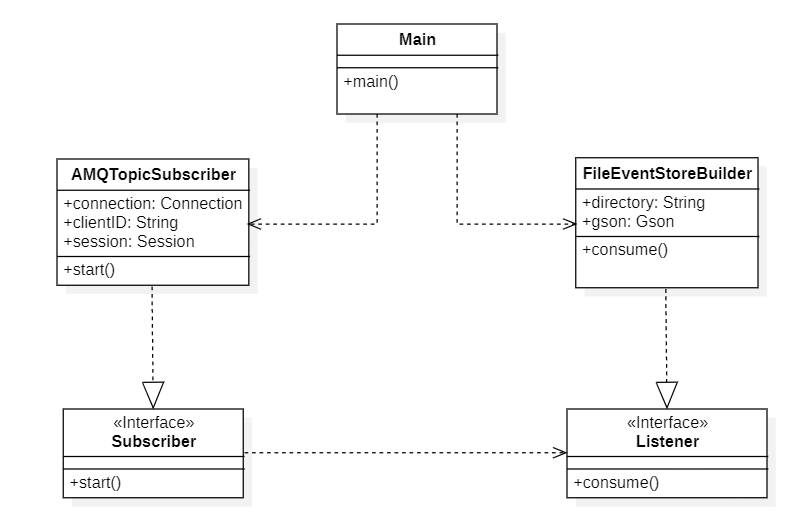 Main
+main()
AMQTopicSubscriber
+connection: Connection
+clientID: String
+session: Session
+start()
FileEventStoreBuilder
+directory: String
+gson: Gson
+consume()
«Interface»
Subscriber
+start()
«Interface»
Listener
+consume()